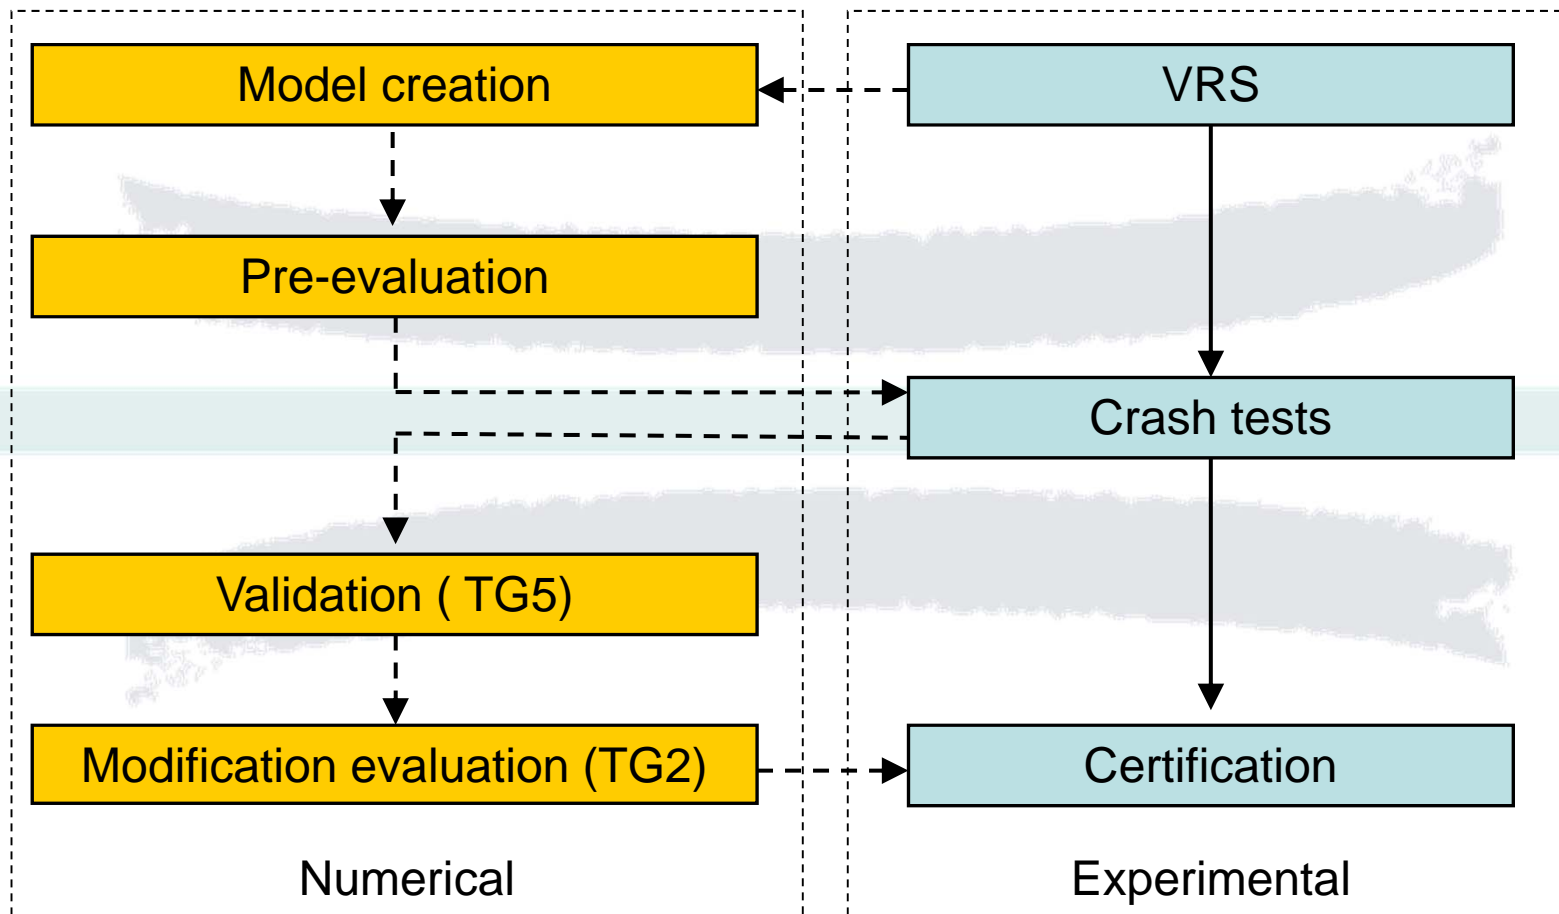 Model creation
VRS
Pre-evaluation
Crash tests
Validation ( TG5)
Modification evaluation (TG2)
Certification
Numerical
Experimental